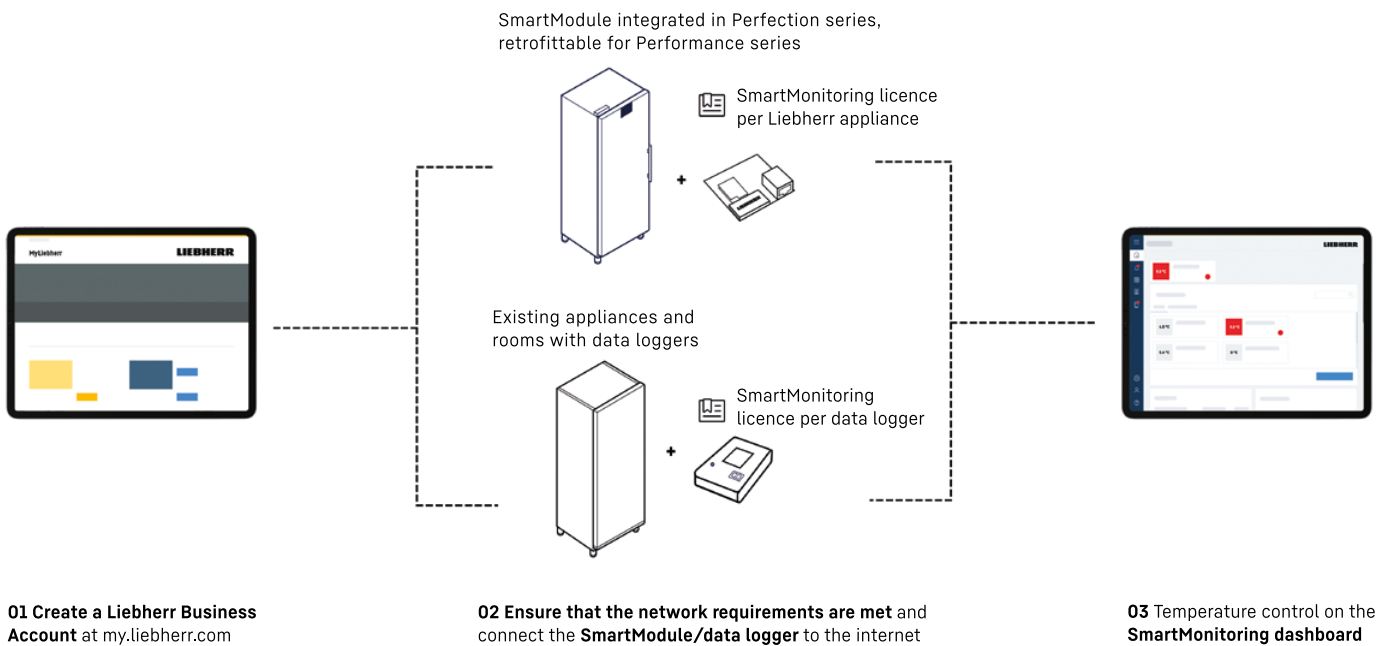 SmartModule integrated in Perfection series,
retrofittable for Performance series
SmartMonitoring licence
per Liebherr appliance
MyLiebherr
LIEBHERR
Existing appliances and
rooms with data loggers
SmartMonitoring
licence per data logger
LIEBHERR
01 Create a Liebherr Business
Account at my.liebherr.com
02 Ensure that the network requirements are met and
connect the SmartModule/data logger to the internet
03 Temperature control on the
SmartMonitoring dashboard